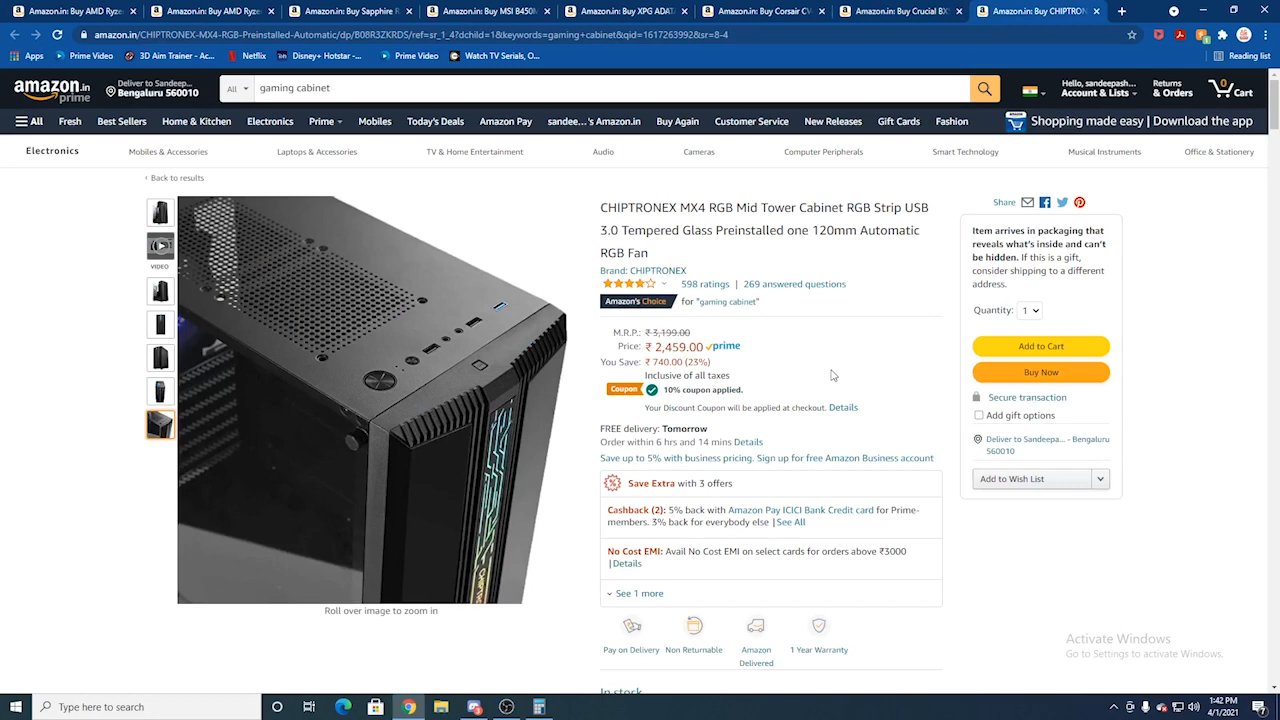 Amazon.in Buy AMD Ryze
Amazon.in Buy AMD Ryze
Amazon.in Buy Sapphire R
Amazon.in Buy MSI B450M
Amazon.in Buy XPG ADATA
Amazon.in Buy Corsair CV
Amazon.in Buy Crucial BX
Amazon.in Buy CHIPTRON
amazon.in/CHIPTRONEX-MX4-RGB-Preinstalled-Automatic/dp/B08R3ZKRDS/ref=sr_1_4?dchild=1&keywords=gaming+cabinet&qid=1617263992&sr=8-4
Apps
Prime+Video
3D Aim Trainer - Ac...
Netflix
Disney+ Hotstar -...
Prime Video
Watch TV Serials, S...
Reading list
amazon.in
prime
Deliver to Sandeep...
Bengaluru 560010
All
gaming cabinet
Hello, sandeepash...
Account & Lists
Returns
& Orders
0
Cart
All
Fresh
Best Sellers
Home & Kitchen
Electronics
Prime
Mobiles
Today's Deals
Amazon Pay
sandee...'s Amazon.in
Buy Again
Customer Service
Computers
New Releases
Gift Cards
Fashion
Shopping made easy | Download the app
Electronics
Mobiles & Accessories
Laptops & Accessories
TV & Home Entertainment
Audio
Cameras
Computer Peripherals
Smart Technology
Musical Instruments
Office & Stationery
‹ Back to results
VIDEO
Roll over image to zoom in
CHIPTRONEX MX4 RGB Mid Tower Cabinet RGB Strip USB
3.0 Tempered Glass Preinstalled one 120mm Automatic
RGB Fan
Brand: CHIPTRONEX
598 ratings | 269 answered questions
Amazon's Choice for "gaming cabinet"
M.R.P.: ₹ 3,199.00
Price: ₹ 2,459.00 prime
You Save: ₹ 740.00 (23%)
Inclusive of all taxes
Coupon 10% coupon applied.
Your Discount Coupon will be applied at checkout. Details
FREE delivery: Tomorrow
Order within 6 hrs and 14 mins Details
Save up to 5% with business pricing. Sign up for free Amazon Business account
Save Extra with 3 offers
Cashback (2): 5% back with Amazon Pay ICICI Bank Credit card for Prime-
members. 3% back for everybody else |See All
No Cost EMI: Avail No Cost EMI on select cards for orders above ₹3000
|Details
See 1 more
Pay on Delivery
Non Returnable
Amazon
Delivered
1 Year Warranty
In stock
Share
Item arrives in packaging that
reveals what's inside and can't
be hidden. If this is a gift,
consider shipping to a different
address.
Quantity: 1
Add to Cart
Buy Now
Secure transaction
Add gift options
Deliver to Sandeepa... - Bengaluru
560010
Add to Wish List
Activate Windows
Go to Settings to activate Windows.
Type here to search
1:42 PM
4/1/2021